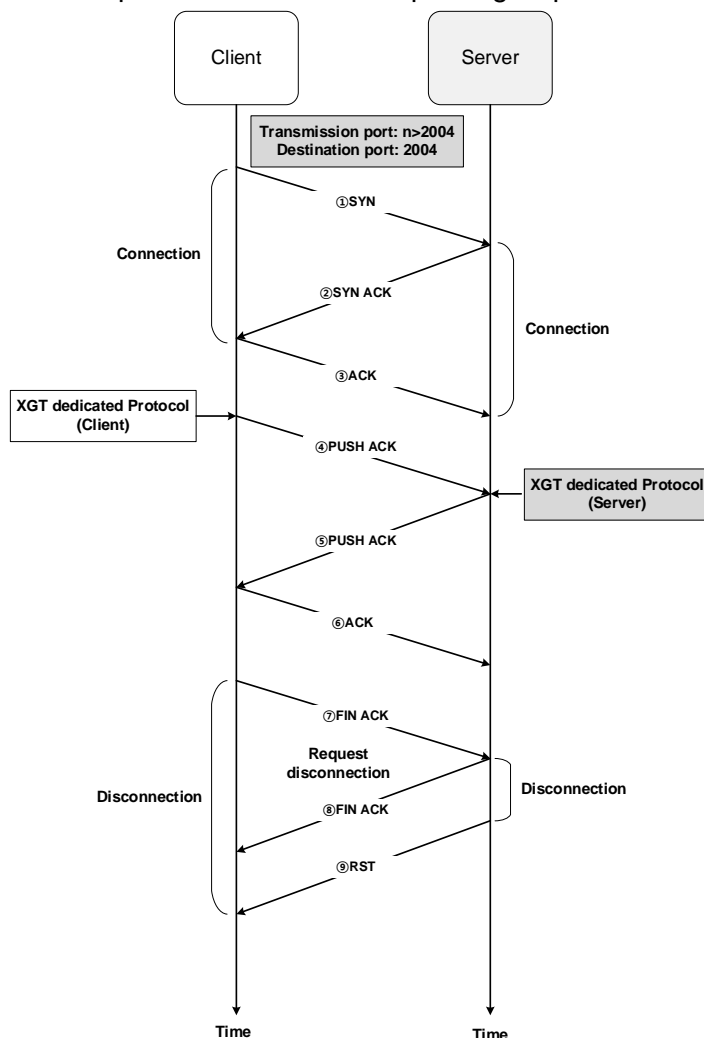 Client
Server
Transmission port: n>2004
Destination port: 2004
①SYN
Connection
②SYN ACK
Connection
③ACK
XGT dedicated Protocol
(Client)
④PUSH ACK
XGT dedicated Protocol
(Server)
⑤PUSH ACK
⑥ACK
⑦FIN ACK
Request
disconnection
Disconnection
Disconnection
⑧FIN ACK
⑨RST
Time
Time